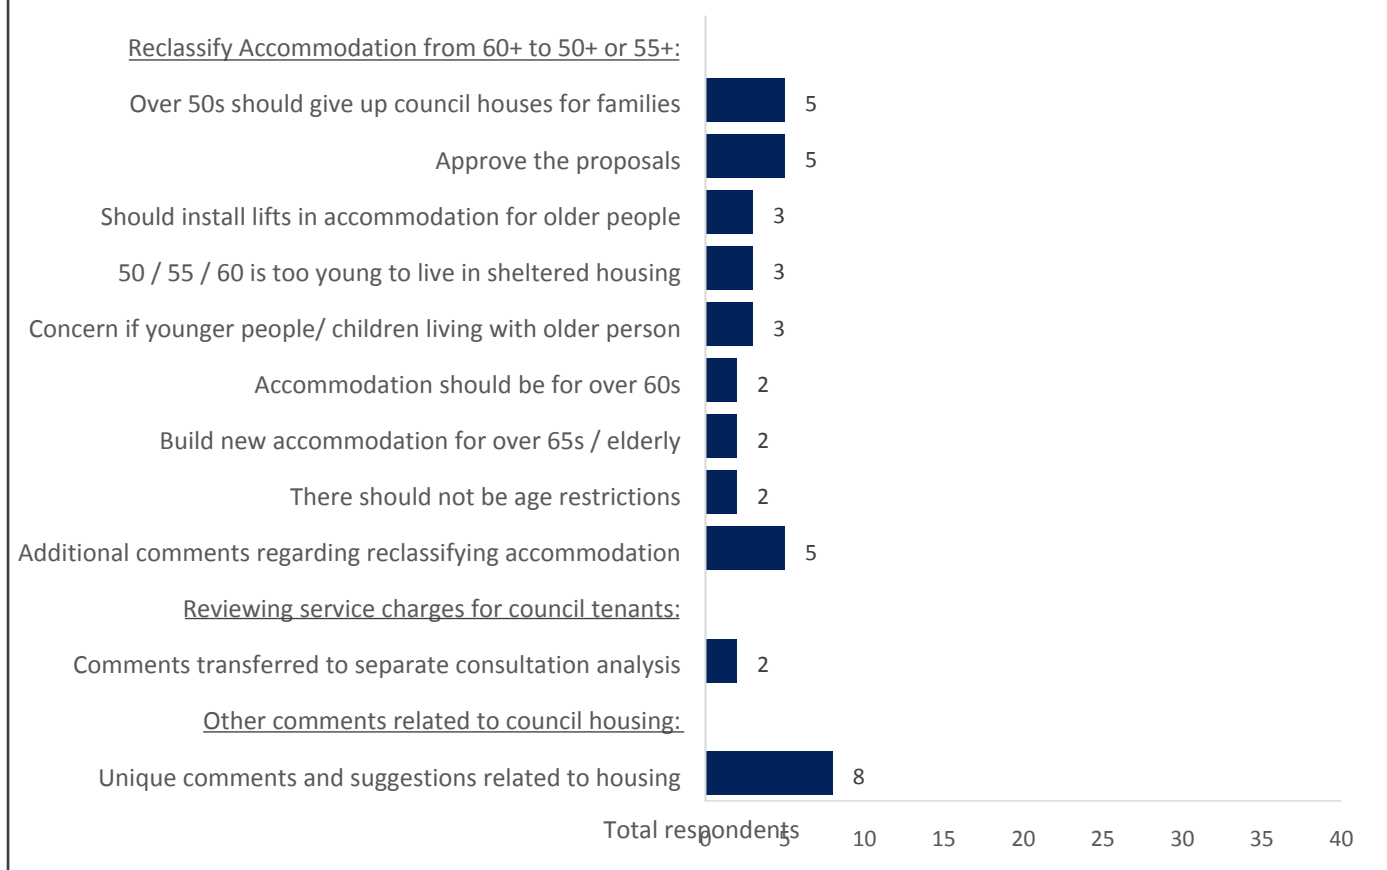 Reclassify Accommodation from 60+ to 50+ or 55+:
Over 50s should give up council houses for families 5
Approve the proposals 5
Should install lifts in accommodation for older people 3
50 / 55 / 60 is too young to live in sheltered housing 3
Concern if younger people/ children living with older person 3
Accommodation should be for over 60s 2
Build new accommodation for over 65s / elderly 2
There should not be age restrictions 2
Additional comments regarding reclassifying accommodation 5
Reviewing service charges for council tenants:
Comments transferred to separate consultation analysis 2
Other comments related to council housing:
Unique comments and suggestions related to housing 8
Total respondents
0 5 10 15 20 25 30 35 40